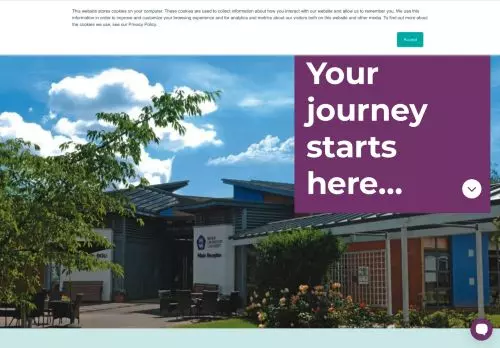 This website stores cookies on your computer. These cookies are used to collect information about how you interact with our website and allow us to remember you. We use this
information in order to improve and customize your browsing experience and for analytics and metrics about our visitors both on this website and other media. To find out more about
the cookies we use, see our Privacy Policy.
Accept
Your
journey
starts
here...
Main Reception